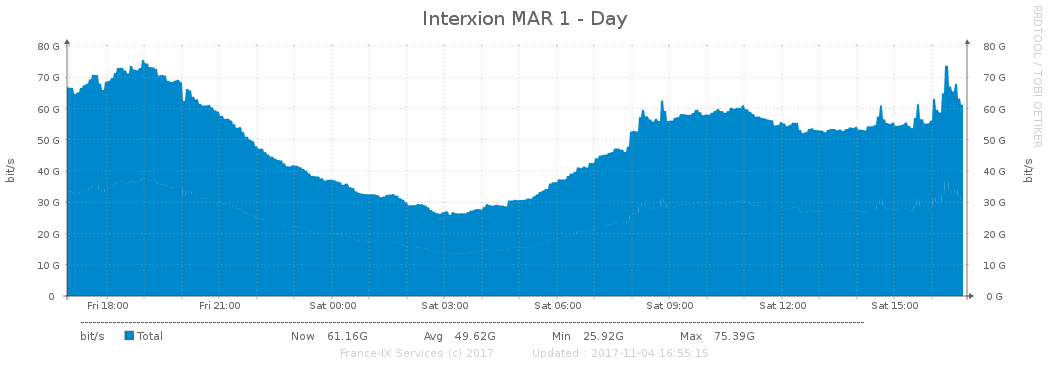 Interxion MAR 1 - Day
RRDTOOL / TOBI OETIKER
80 G 80 G
70 G 70 G
60 G 60 G
50 G 50 G
40 G 40 G
30 G 30 G
20 G 20 G
10 G 10 G
0 0 G
bit/s bit/s
Fri 18:00 Fri 21:00 Sat 00:00 Sat 03:00 Sat 06:00 Sat 09:00 Sat 12:00 Sat 15:00
bit/s Total Now 61.16G Avg 49.62G Min 25.92G Max 75.39G
France-IX Services (c) 2017 Updated : 2017-11-04 16:55:15